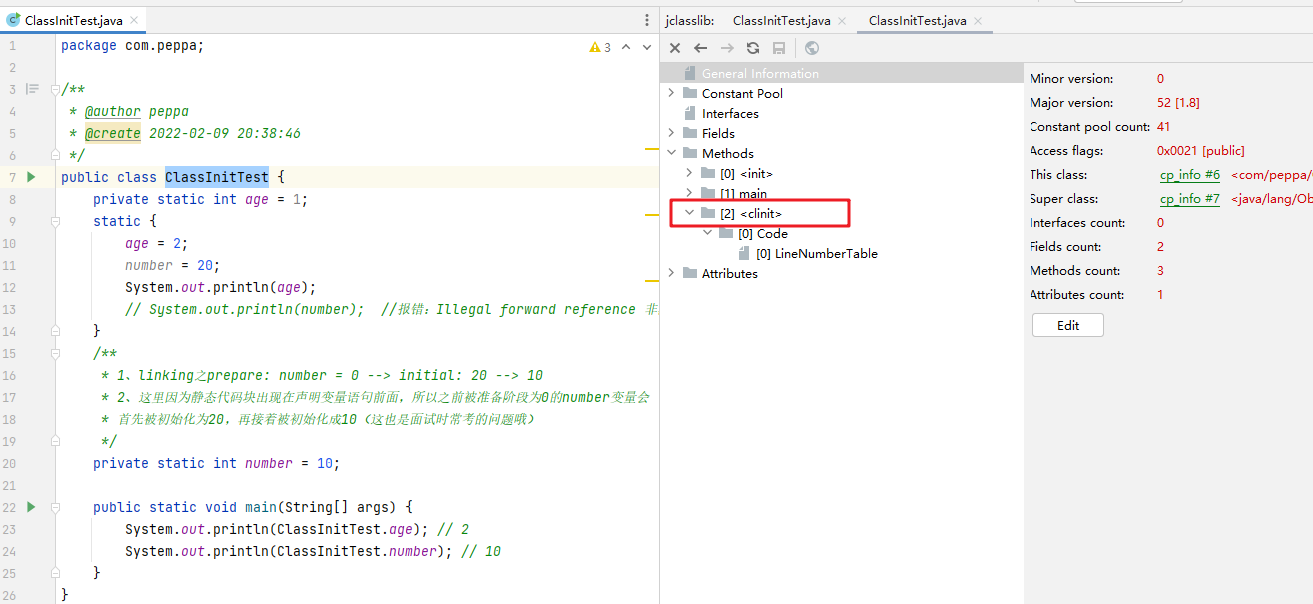 ClassInitTest.java
1 package com.peppa;
3
2
3 /**
4 * @author peppa
5 * @create 2022-02-09 20:38:46
6 */
7 public class ClassInitTest {
8 private static int age = 1;
9 static {
10 age = 2;
11 number = 20;
12 System.out.println(age);
13 // System.out.println(number); //报错：Illegal forward reference 非
14 }
15 /**
16 * 1、linking之prepare: number = 0 --> initial: 20 --> 10
17 * 2、这里因为静态代码块出现在声明变量语句前面，所以之前被准备阶段为0的number变量会
18 * 首先被初始化为20，再接着被初始化成10（这也是面试时常考的问题哦）
19 */
20 private static int number = 10;
21
22 public static void main(String[] args) {
23 System.out.println(ClassInitTest.age); // 2
24 System.out.println(ClassInitTest.number); // 10
25 }
26 }
jclasslib: ClassInitTest.java ClassInitTest.java
General Information
Constant Pool
Interfaces
Fields
Methods
[0] <init>
[1] main
[2] <clinit>
[0] Code
[0] LineNumberTable
Attributes
Minor version: 0
Major version: 52 [1.8]
Constant pool count: 41
Access flags: 0x0021 [public]
This class: cp_info #6 <com/peppa/
Super class: cp_info #7 <java/lang/Ob
Interfaces count: 0
Fields count: 2
Methods count: 3
Attributes count: 1
Edit